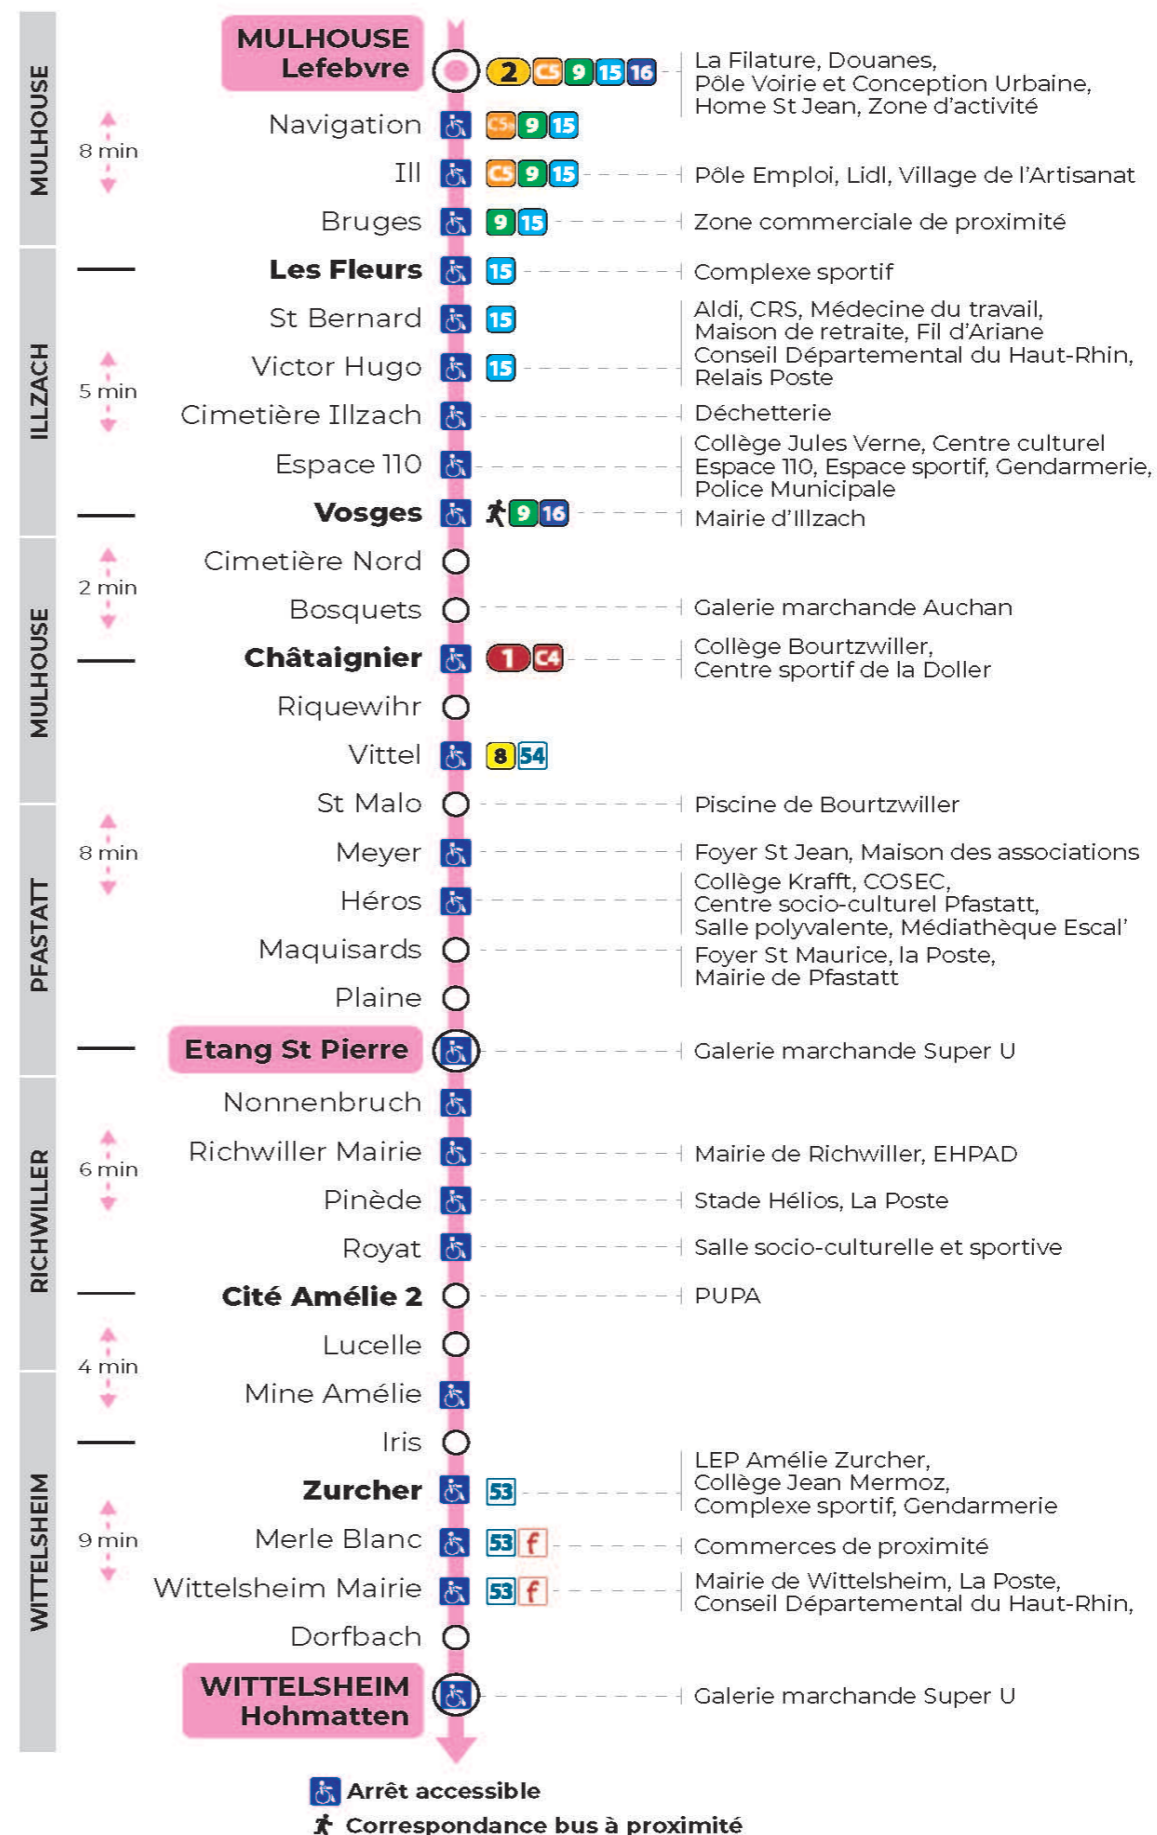 MULHOUSE
Lefebvre
2 C5 9 15 16
La Filature, Douanes,
Pôle Voirie et Conception Urbaine,
Home St Jean, Zone d'activité
MULHOUSE
8 min
Navigation
9 15
Ill
C5 9 15
Pôle Emploi, Lidl, Village de l'Artisanat
Bruges
9 15
Zone commerciale de proximité
ILLZACH
Les Fleurs
15
Complexe sportif
St Bernard
15
Aldi, CRS, Médecine du travail,
Maison de retraite, Fil d'Ariane
Victor Hugo
15
Conseil Départemental du Haut-Rhin,
Relais Poste
5 min
Cimetière Illzach
Déchetterie
Espace 110
Collège Jules Verne, Centre culturel
Espace 110, Espace sportif, Gendarmerie,
Police Municipale
Vosges
9 16
Mairie d'Illzach
MULHOUSE
Cimetière Nord
2 min
Bosquets
Galerie marchande Auchan
Châtaignier
1 C4
Collège Bourtzwiller,
Centre sportif de la Doller
Riquewihr
Vittel
8 54
PFASTATT
St Malo
Piscine de Bourtzwiller
8 min
Meyer
Foyer St Jean, Maison des associations
Héros
Collège Krafft, COSEC,
Centre socio-culturel Pfastatt,
Salle polyvalente, Médiathèque Escal'
Maquisards
Foyer St Maurice, la Poste,
Mairie de Pfastatt
Plaine
Etang St Pierre
Galerie marchande Super U
RICHWILLER
Nonnenbruch
Richwiller Mairie
Mairie de Richwiller, EHPAD
6 min
Pinède
Stade Hélios, La Poste
Royat
Salle socio-culturelle et sportive
Cité Amélie 2
PUPA
Lucelle
4 min
WITTELSHEIM
Mine Amélie
Iris
Zurcher
53
LEP Amélie Zurcher,
Collège Jean Mermoz,
Complexe sportif, Gendarmerie
9 min
Merle Blanc
53 f
Commerces de proximité
Wittelsheim Mairie
53 f
Mairie de Wittelsheim, La Poste,
Conseil Départemental du Haut-Rhin,
Dorfbach
WITTELSHEIM
Hohmatten
Galerie marchande Super U
Arrêt accessible
Correspondance bus à proximité